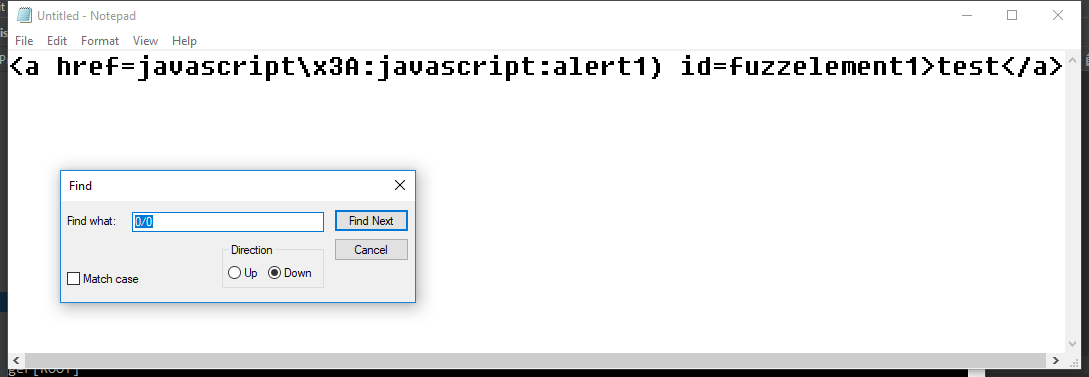 Untitled - Notepad
File Edit Format View Help
<a href=javascript\x3A:javascript:alert1) id=fuzzelement1>test</a>
Find
Find what: 0/0 Find Next
Direction Cancel
Up Down
Match case